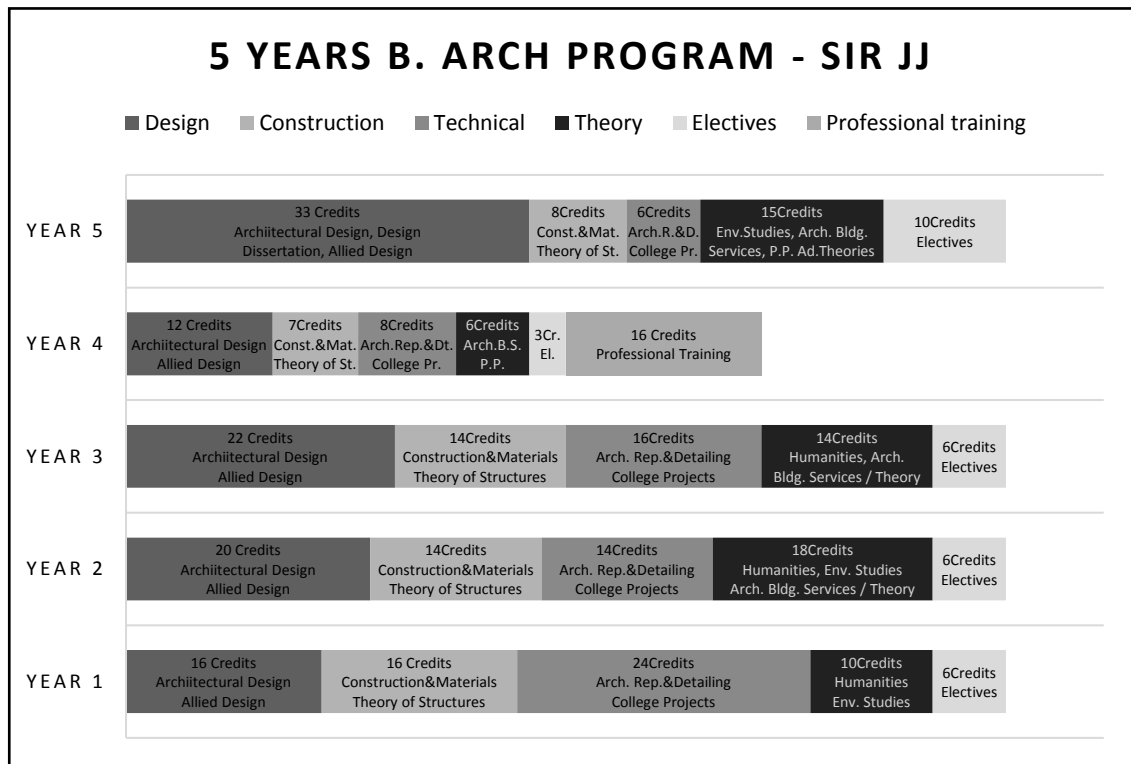 5 YEARS B. ARCH PROGRAM - SIR JJ
Design Construction Technical Theory Electives Professional training
YEAR 5
33 Credits
Archiitectural Design, Design
Dissertation, Allied Design
8Credits
Const.&Mat.
Theory of St.
6Credits
Arch.R.&D.
College Pr.
15Credits
Env.Studies, Arch. Bldg.
Services, P.P. Ad.Theories
10Credits
Electives
YEAR 4
12 Credits
Archiitectural Design
Allied Design
7Credits
Const.&Mat.
Theory of St.
8Credits
Arch.Rep.&Dt.
College Pr.
6Credits
Arch.B.S.
P.P.
3Cr.
El.
16 Credits
Professional Training
YEAR 3
22 Credits
Archiitectural Design
Allied Design
14Credits
Construction&Materials
Theory of Structures
16Credits
Arch. Rep.&Detailing
College Projects
14Credits
Humanities, Arch.
Bldg. Services / Theory
6Credits
Electives
YEAR 2
20 Credits
Archiitectural Design
Allied Design
14Credits
Construction&Materials
Theory of Structures
14Credits
Arch. Rep.&Detailing
College Projects
18Credits
Humanities, Env. Studies
Arch. Bldg. Services / Theory
6Credits
Electives
YEAR 1
16 Credits
Archiitectural Design
Allied Design
16 Credits
Construction&Materials
Theory of Structures
24Credits
Arch. Rep.&Detailing
College Projects
10Credits
Humanities
Env. Studies
6Credits
Electives